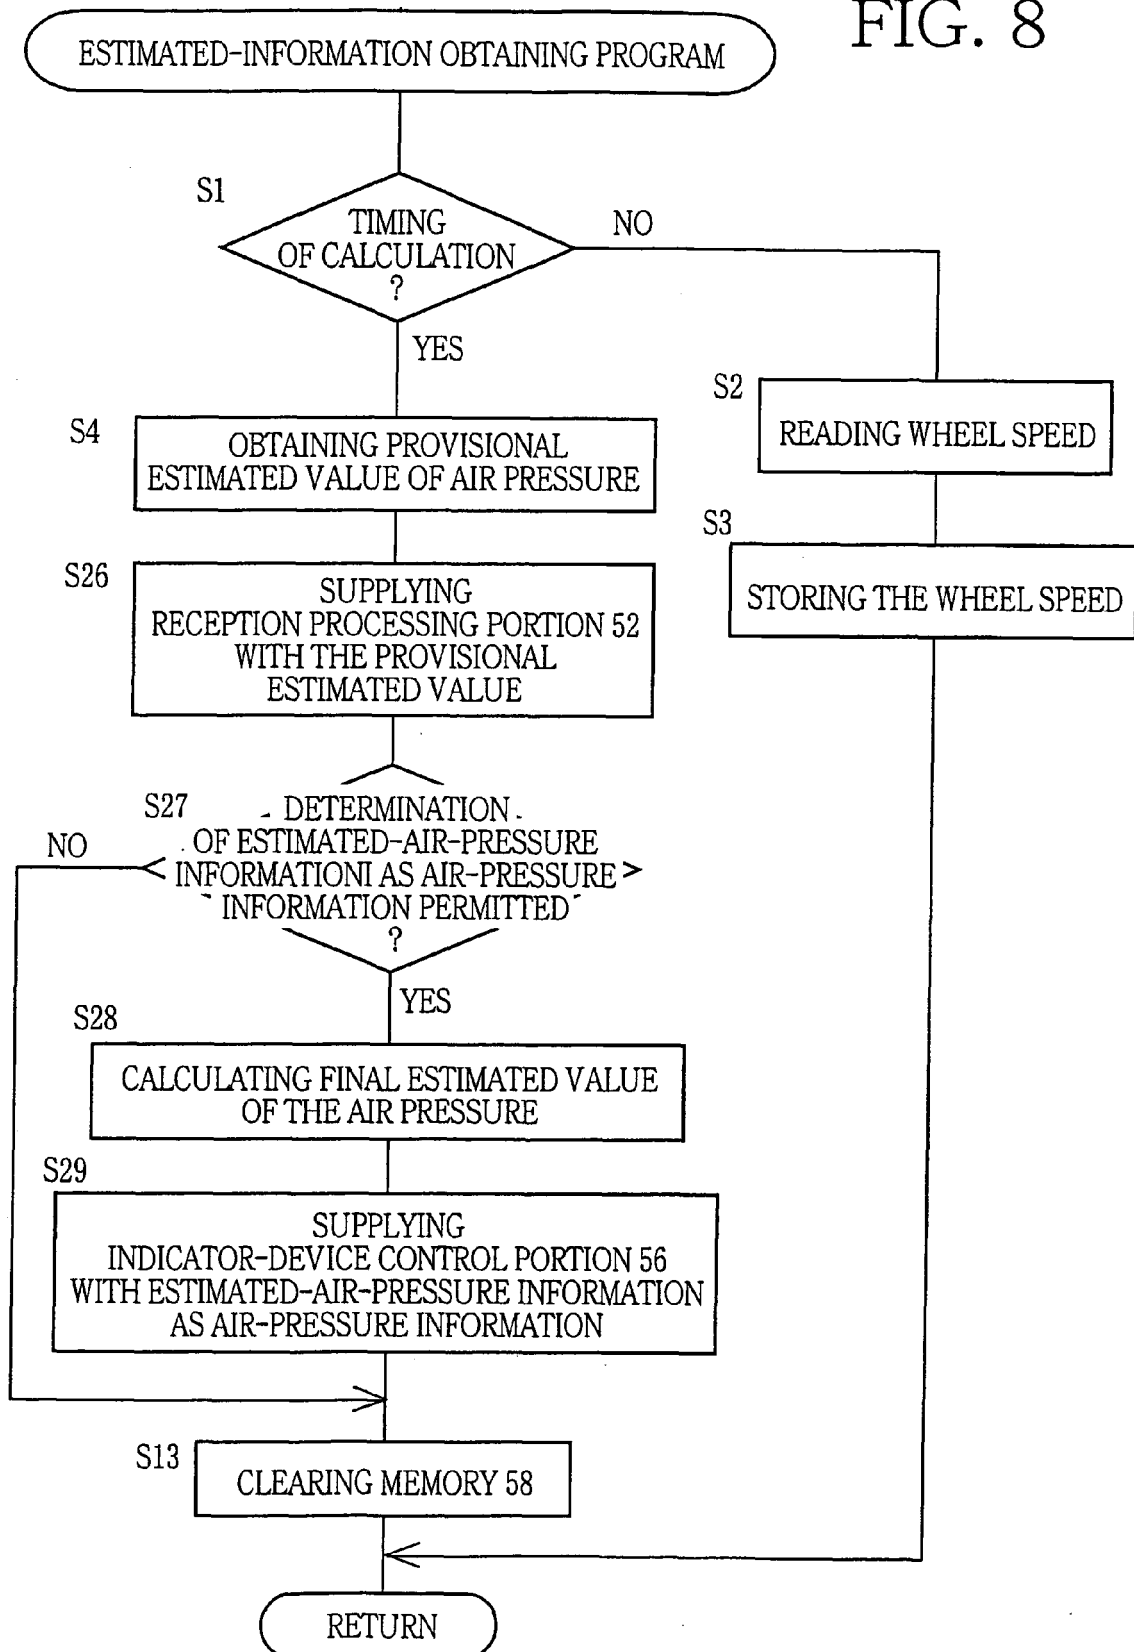 FIG. 8
ESTIMATED-INFORMATION OBTAINING PROGRAM
S1
TIMING
OF CALCULATION
?
NO
YES
S2
READING WHEEL SPEED
S3
STORING THE WHEEL SPEED
S4
OBTAINING PROVISIONAL
ESTIMATED VALUE OF AIR PRESSURE
S26
SUPPLYING
RECEPTION PROCESSING PORTION 52
WITH THE PROVISIONAL
ESTIMATED VALUE
S27
DETERMINATION
OF ESTIMATED-AIR-PRESSURE
INFORMATIONI AS AIR-PRESSURE
INFORMATION PERMITTED
?
NO
YES
S28
CALCULATING FINAL ESTIMATED VALUE
OF THE AIR PRESSURE
S29
SUPPLYING
INDICATOR-DEVICE CONTROL PORTION 56
WITH ESTIMATED-AIR-PRESSURE INFORMATION
AS AIR-PRESSURE INFORMATION
S13
CLEARING MEMORY 58
RETURN